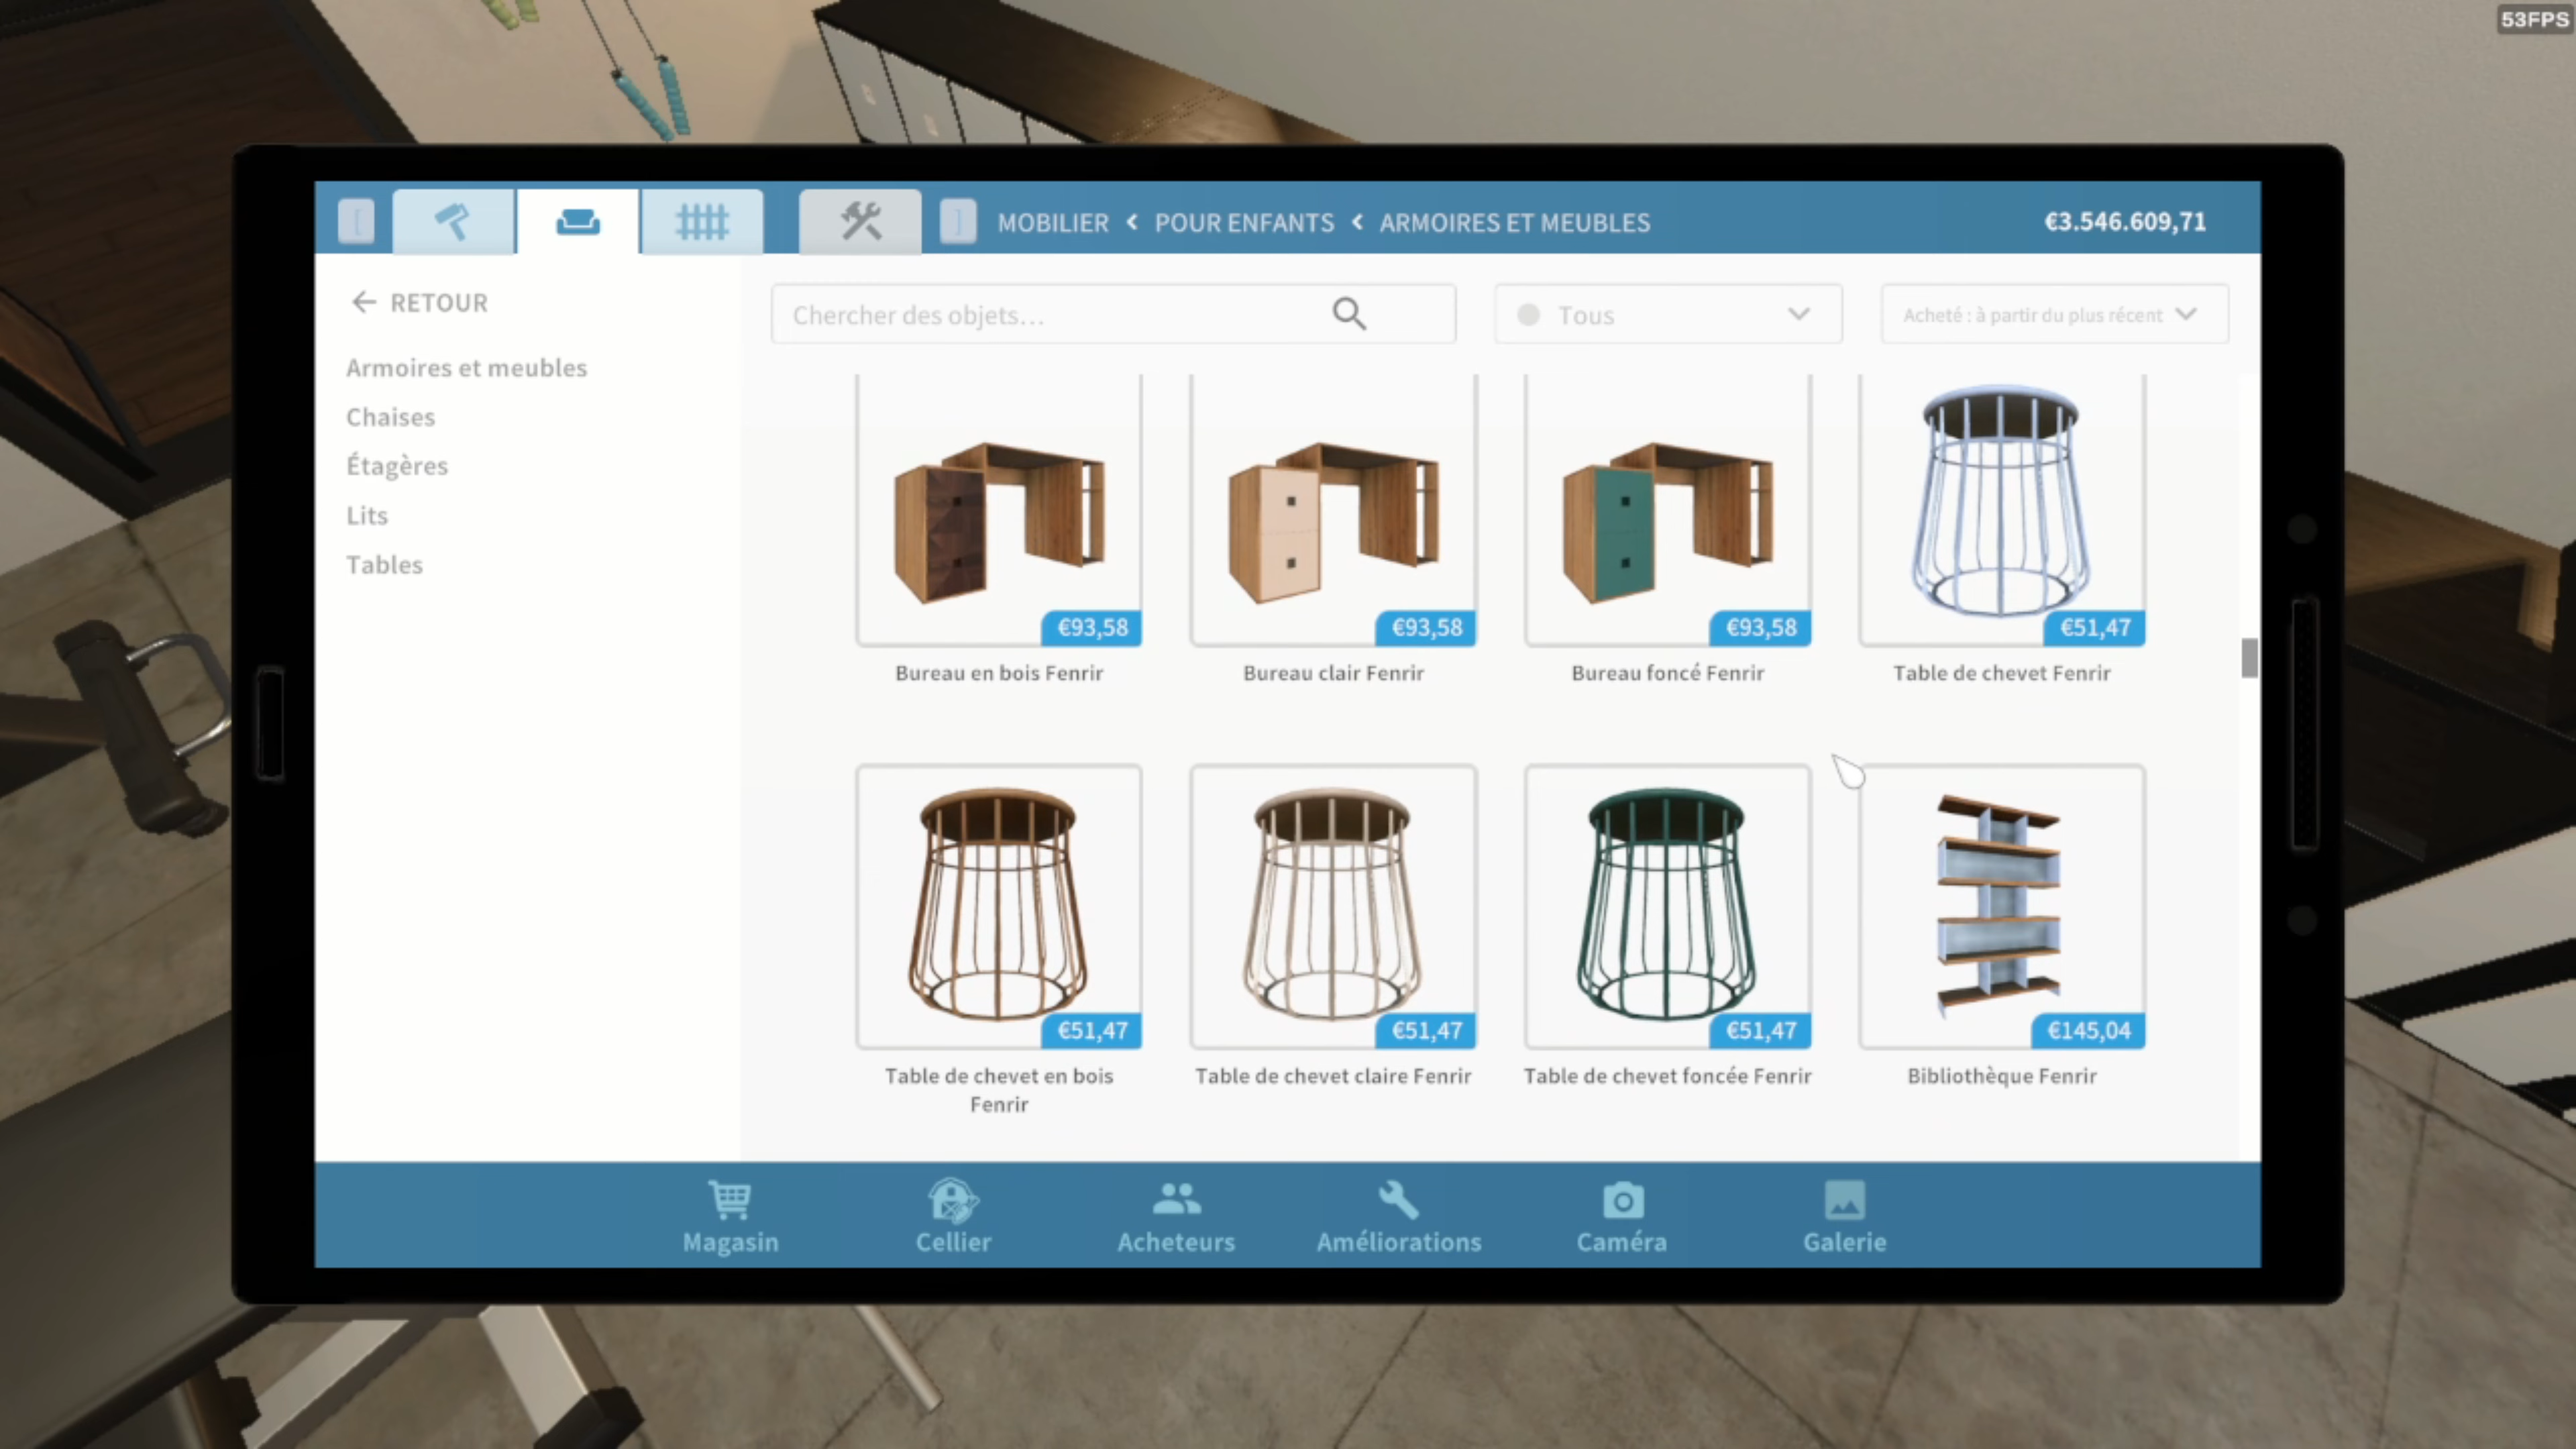 53FPS
[
]
MOBILIER < POUR ENFANTS < ARMOIRES ET MEUBLES
€3.546.609,71
RETOUR
Armoires et meubles
Chaises
Étagères
Lits
Tables
Chercher des objets...
Tous
Acheté : à partir du plus récent
€93,58
€93,58
€93,58
€51,47
Bureau en bois Fenrir
Bureau clair Fenrir
Bureau foncé Fenrir
Table de chevet Fenrir
€51,47
€51,47
€51,47
€145,04
Table de chevet en bois
Fenrir
Table de chevet claire Fenrir
Table de chevet foncée Fenrir
Bibliothèque Fenrir
Magasin
Cellier
Acheteurs
Améliorations
Caméra
Galerie